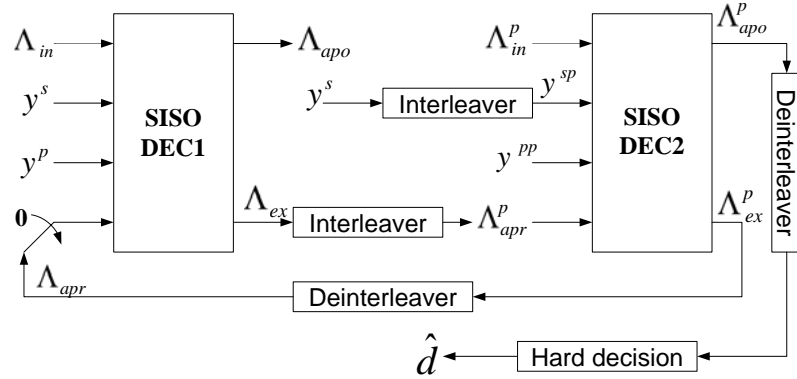 Λ_in
y^s
y^p
0
Λ_apr
SISO
DEC1
Λ_apo
Λ_ex
Interleaver
Λ^p_apr
Deinterleaver
y^s
Interleaver
y^sp
Λ^p_in
y^pp
SISO
DEC2
Λ^p_apo
Λ^p_ex
Deinterleaver
Hard decision
d̂